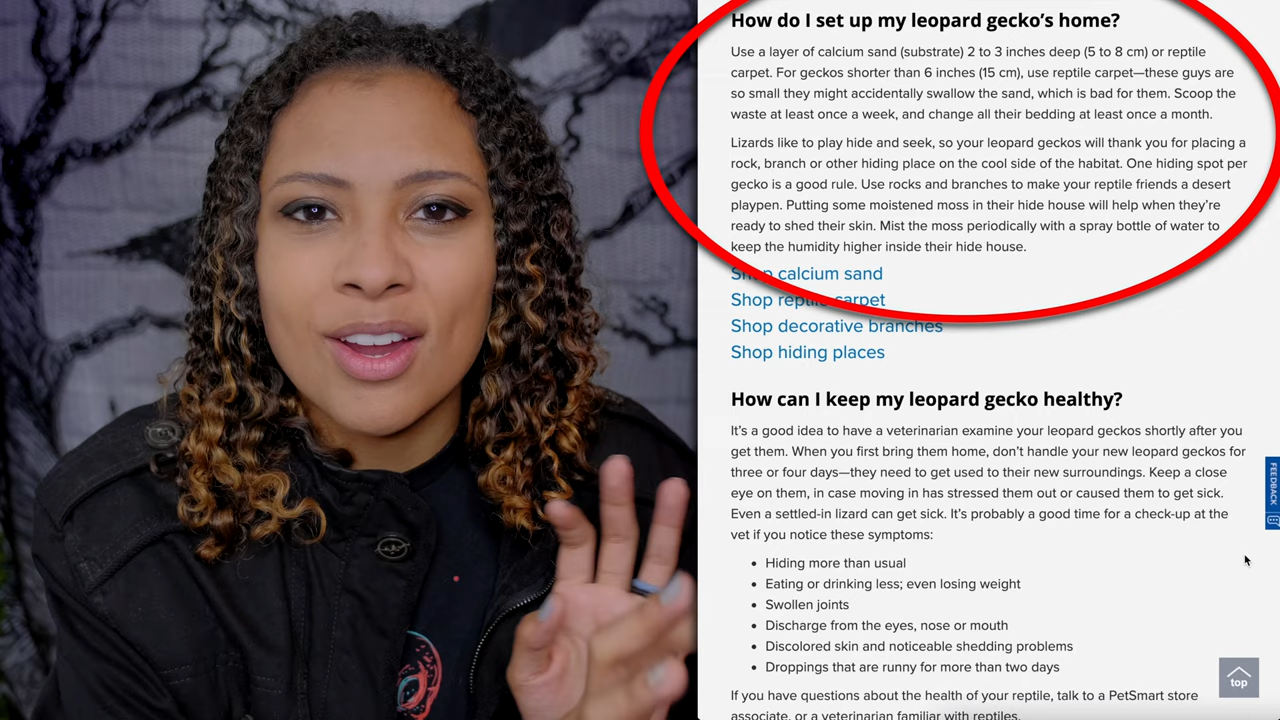 How do I set up my leopard gecko's home?
Use a layer of calcium sand (substrate) 2 to 3 inches deep (5 to 8 cm) or reptile
carpet. For geckos shorter than 6 inches (15 cm), use reptile carpet—these guys are
so small they might accidentally swallow the sand, which is bad for them. Scoop the
waste at least once a week, and change all their bedding at least once a month.
Lizards like to play hide and seek, so your leopard geckos will thank you for placing a
rock, branch or other hiding place on the cool side of the habitat. One hiding spot per
gecko is a good rule. Use rocks and branches to make your reptile friends a desert
playpen. Putting some moistened moss in their hide house will help when they're
ready to shed their skin. Mist the moss periodically with a spray bottle of water to
keep the humidity higher inside their hide house.
Shop calcium sand
Shop reptile carpet
Shop decorative branches
Shop hiding places
How can I keep my leopard gecko healthy?
It's a good idea to have a veterinarian examine your leopard geckos shortly after you
get them. When you first bring them home, don't handle your new leopard geckos for
three or four days—they need to get used to their new surroundings. Keep a close
eye on them, in case moving in has stressed them out or caused them to get sick.
Even a settled-in lizard can get sick. It's probably a good time for a check-up at the
vet if you notice these symptoms:
• Hiding more than usual
• Eating or drinking less; even losing weight
• Swollen joints
• Discharge from the eyes, nose or mouth
• Discolored skin and noticeable shedding problems
• Droppings that are runny for more than two days
If you have questions about the health of your reptile, talk to a PetSmart store
associate, or a veterinarian familiar with reptiles.
FEEDBACK
top